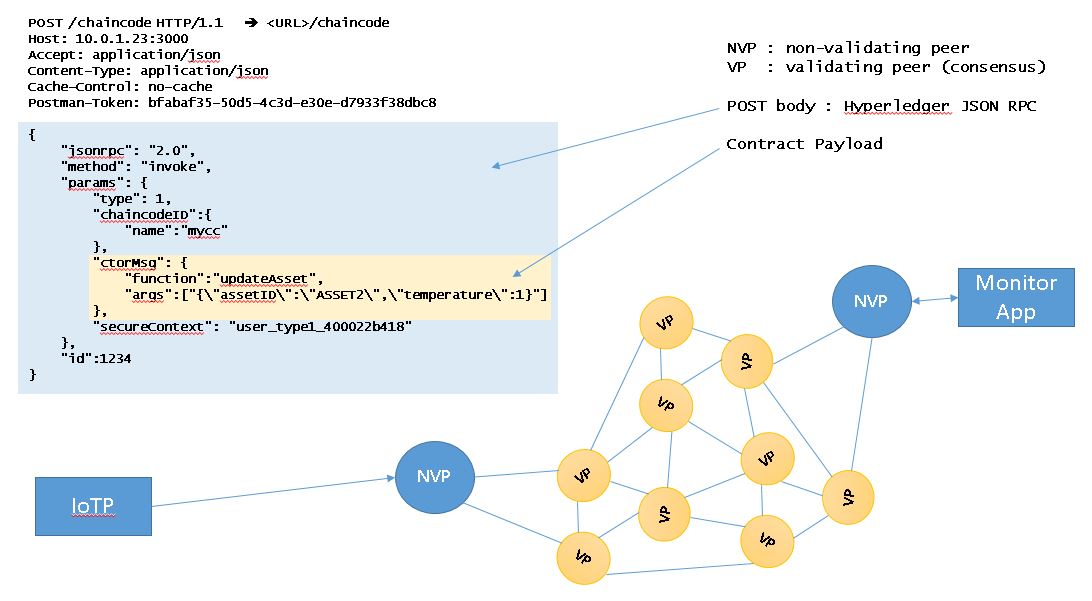 POST /chaincode HTTP/1.1 ➔ <URL>/chaincode
Host: 10.0.1.23:3000
Accept: application/json
Content-Type: application/json
Cache-Control: no-cache
Postman-Token: bfabaf35-50d5-4c3d-e30e-d7933f38dbc8
{
    "jsonrpc": "2.0",
    "method": "invoke",
    "params": {
        "type": 1,
        "chaincodeID":{
            "name":"mycc"
        },
        "ctorMsg": {
            "function":"updateAsset",
            "args":["{\"assetID\":\"ASSET2\",\"temperature\":1}"]
        },
        "secureContext": "user_type1_400022b418"
    },
    "id":1234
}
NVP : non-validating peer
VP  : validating peer (consensus)
POST body : Hyperledger JSON RPC
Contract Payload
NVP
Monitor
App
VP
VP
VP
VP
VP
VP
VP
VP
VP
NVP
IoTP